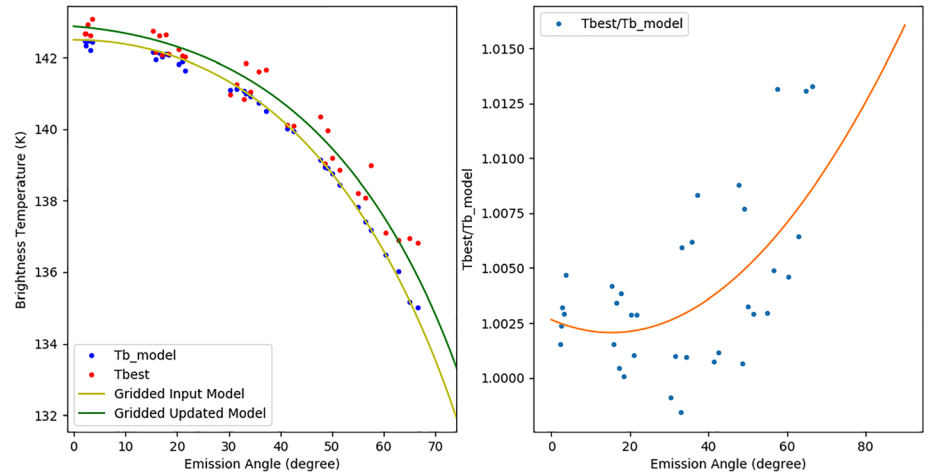 142
140
138
136
134
132
Brightness Temperature (K)
Tb_model
Tbest
Gridded Input Model
Gridded Updated Model
0 10 20 30 40 50 60 70
Emission Angle (degree)
Tbest/Tb_model
1.0150
1.0125
1.0100
1.0075
1.0050
1.0025
1.0000
Tbest/Tb_model
0 20 40 60 80
Emission Angle (degree)